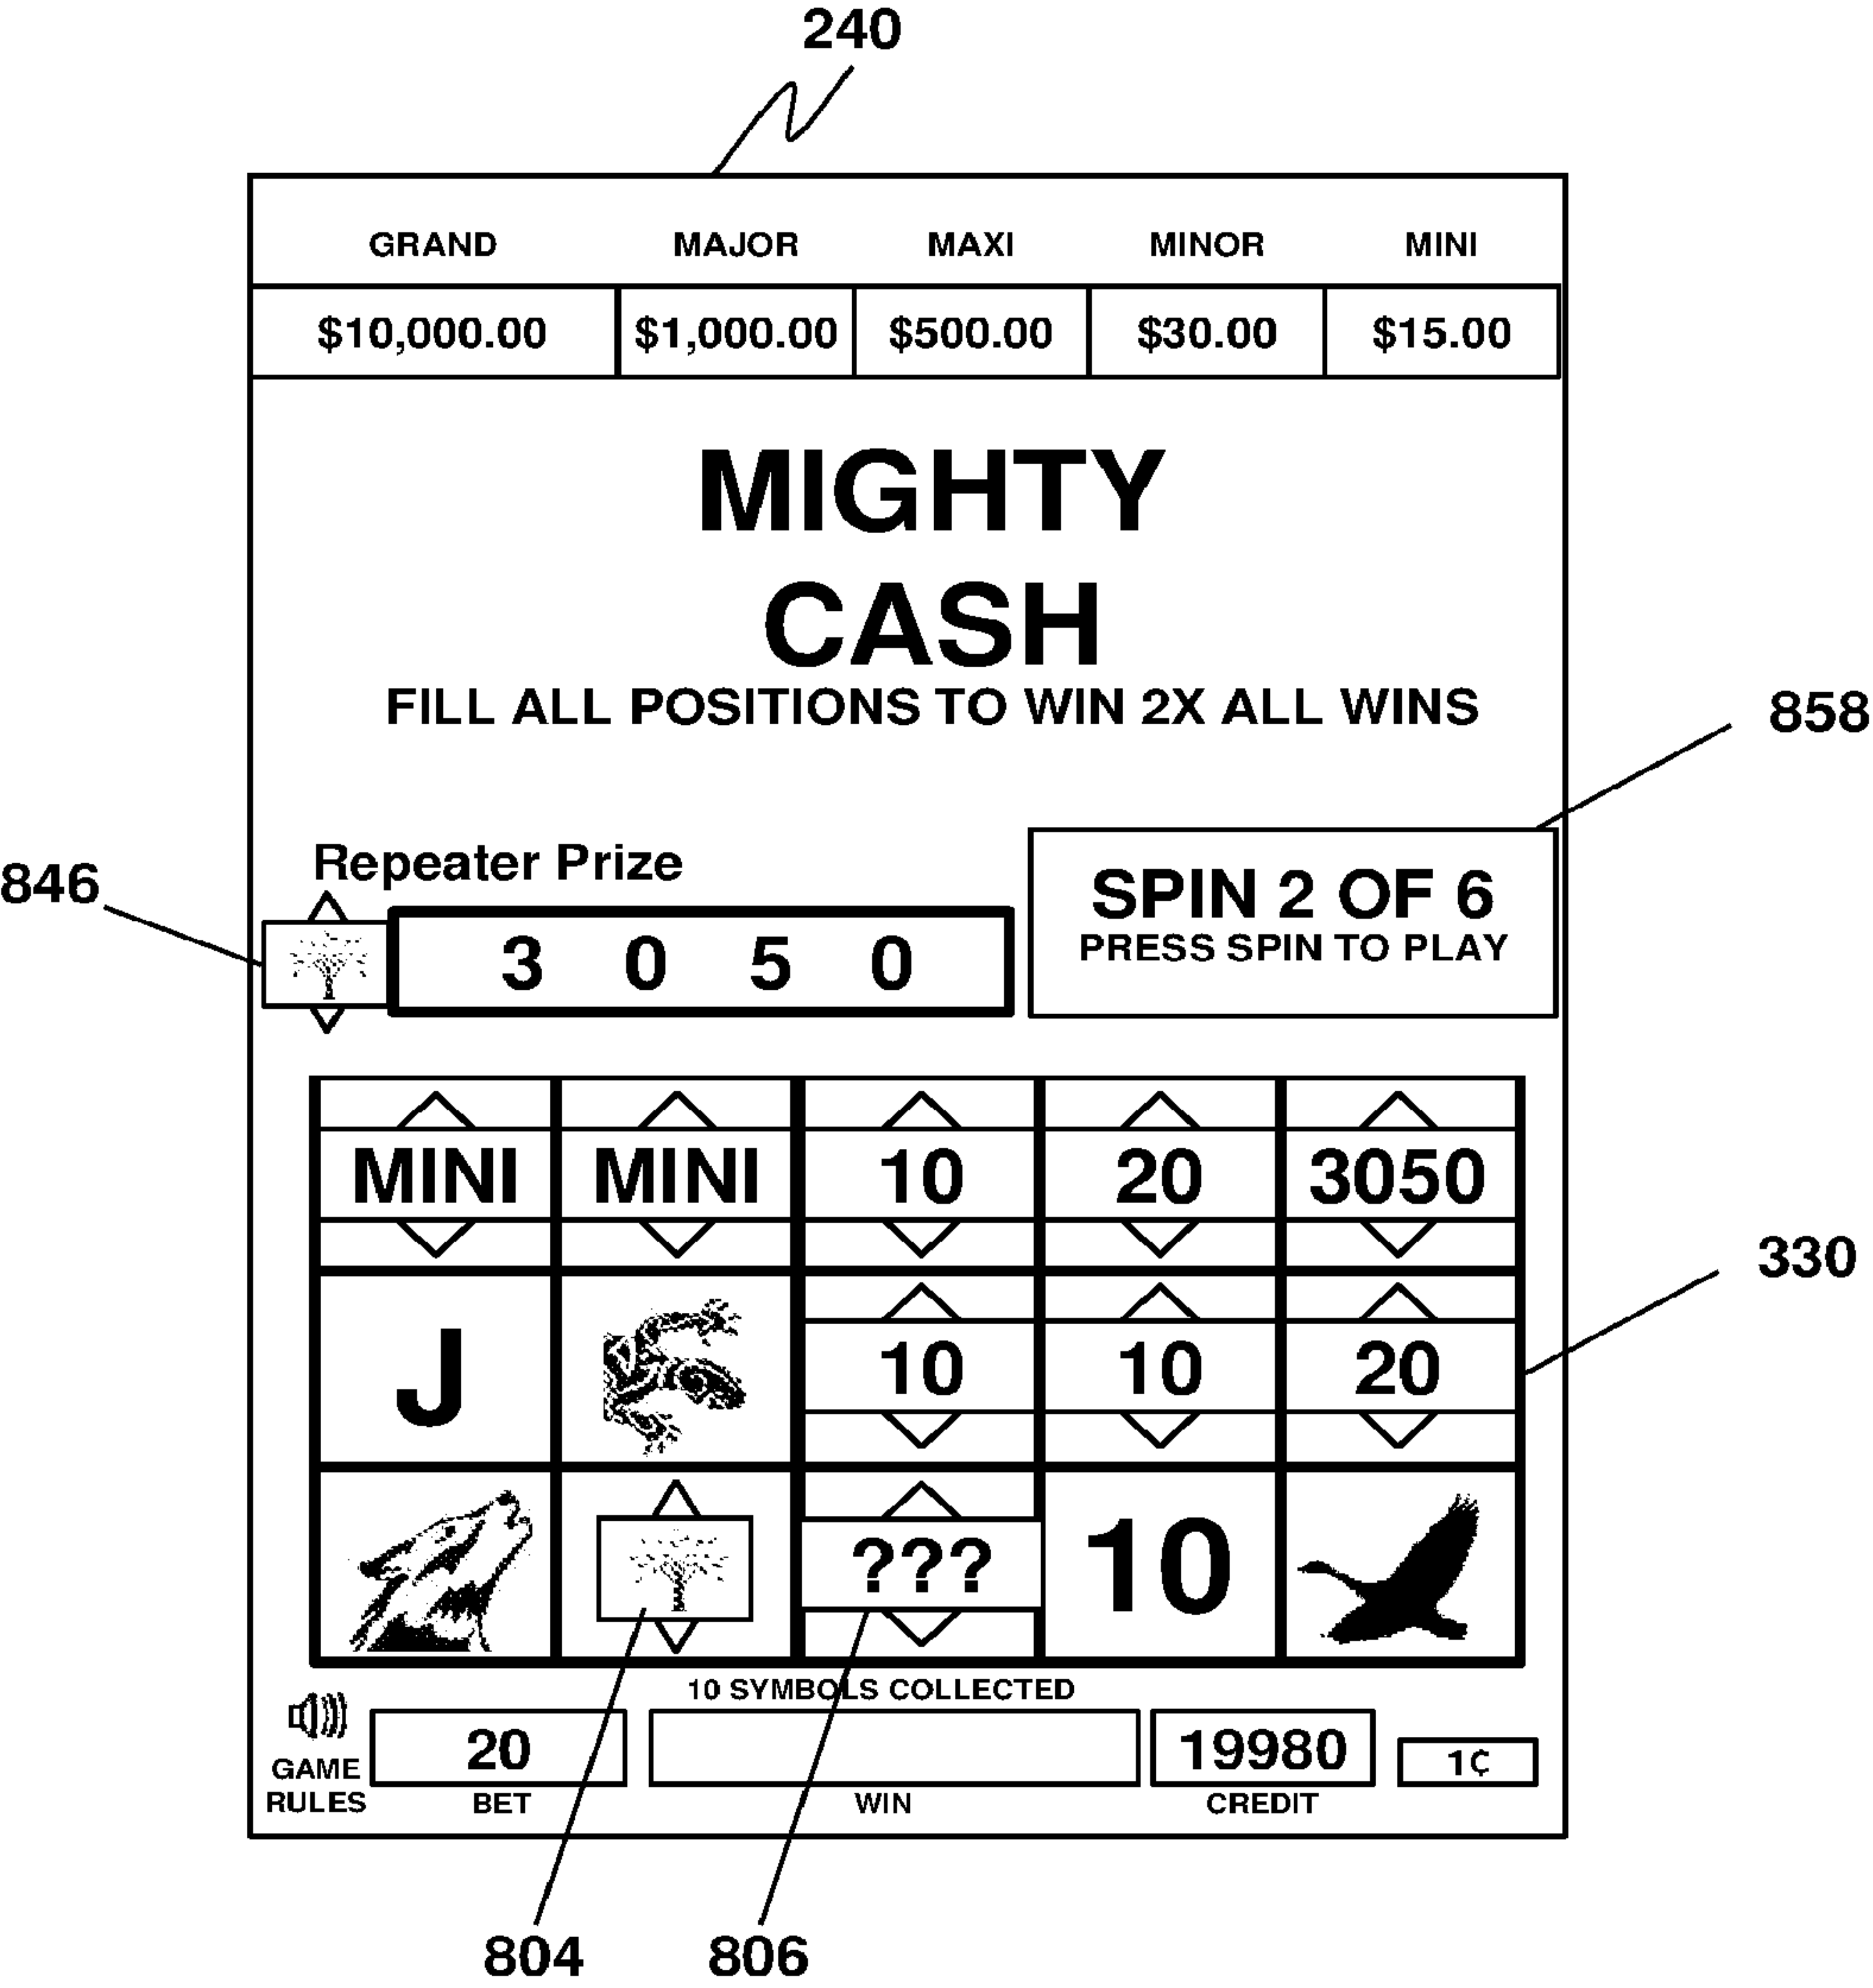 240
GRAND MAJOR MAXI MINOR MINI
$10,000.00 $1,000.00 $500.00 $30.00 $15.00
MIGHTY
CASH
FILL ALL POSITIONS TO WIN 2X ALL WINS
858
Repeater Prize
846
3 0 5 0
SPIN 2 OF 6
PRESS SPIN TO PLAY
MINI MINI 10 20 3050
330
J 10 10 20
??? 10
10 SYMBOLS COLLECTED
GAME
RULES
20
BET
WIN
19980
CREDIT
1¢
804 806